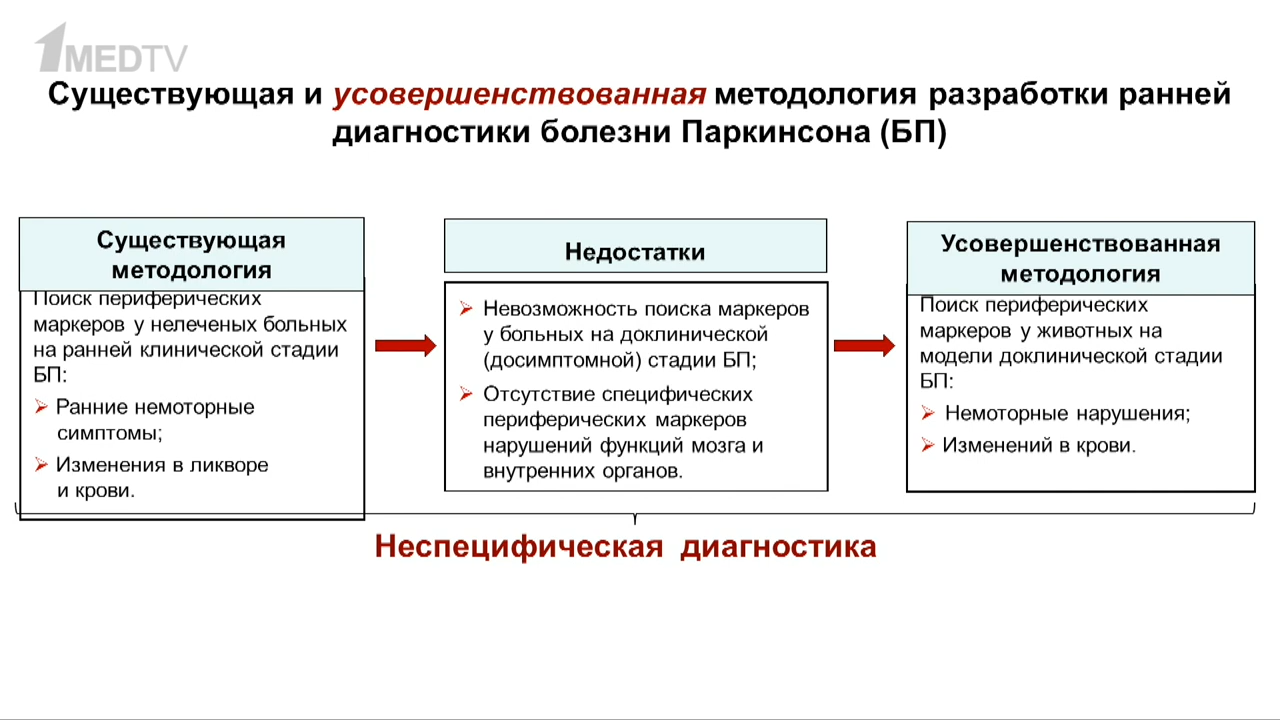 1MEDTV
Существующая и усовершенствованная методология разработки ранней
диагностики болезни Паркинсона (БП)
Существующая
методология
Поиск периферических
маркеров у нелеченых больных
на ранней клинической стадии
БП:
Ранние немоторные
симптомы;
Изменения в ликворе
и крови.
Недостатки
Невозможность поиска маркеров
у больных на доклинической
(досимптомной) стадии БП;
Отсутствие специфических
периферических маркеров
нарушений функций мозга и
внутренних органов.
Усовершенствованная
методология
Поиск периферических
маркеров у животных на
модели доклинической стадии
БП:
Немоторные нарушения;
Изменений в крови.
Неспецифическая диагностика